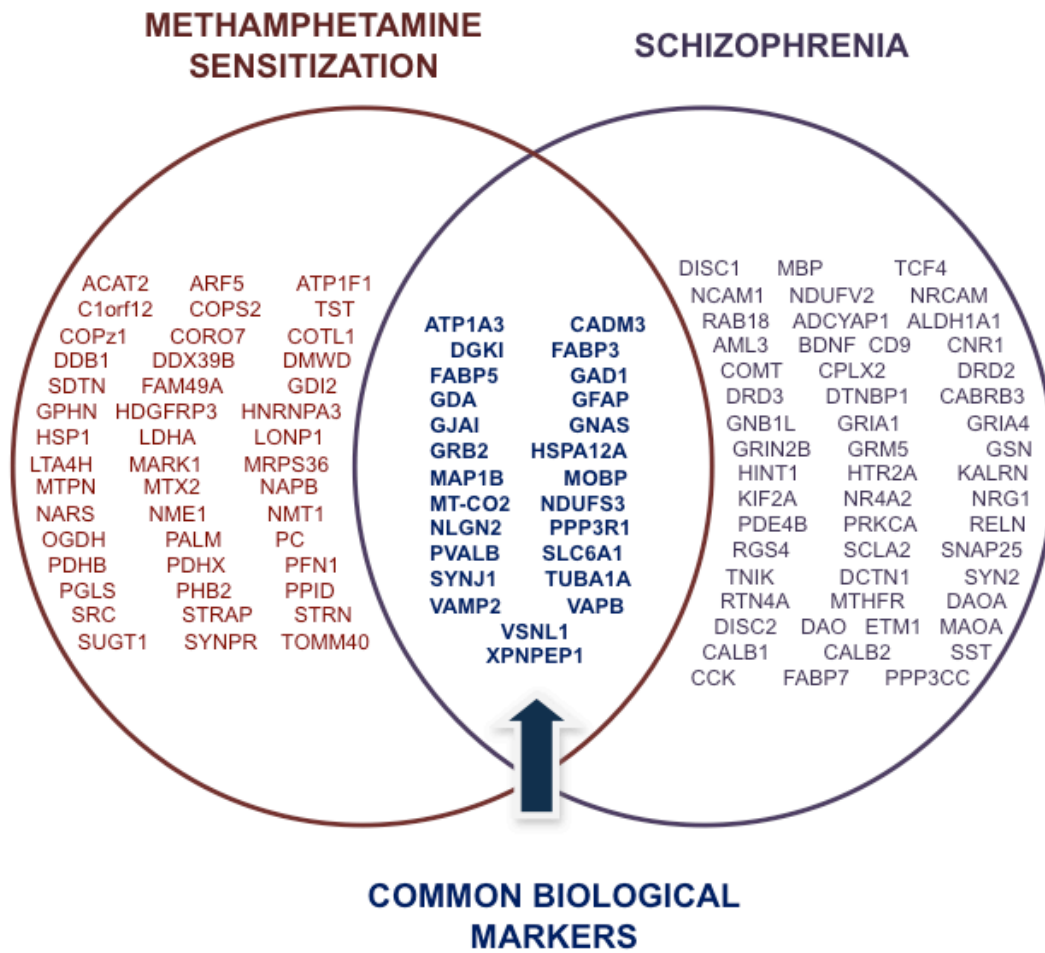 METHAMPHETAMINE
SENSITIZATION
SCHIZOPHRENIA
ACAT2 ARF5 ATP1F1
C1orf12 COPS2 TST
COPz1 CORO7 COTL1
DDB1 DDX39B DMWD
SDTN FAM49A GDI2
GPHN HDGFRP3 HNRNPA3
HSP1 LDHA LONP1
LTA4H MARK1 MRPS36
MTPN MTX2 NAPB
NARS NME1 NMT1
OGDH PALM PC
PDHB PDHX PFN1
PGLS PHB2 PPID
SRC STRAP STRN
SUGT1 SYNPR TOMM40
ATP1A3 CADM3
DGKI FABP3
FABP5 GAD1
GDA GFAP
GJAI GNAS
GRB2 HSPA12A
MAP1B MOBP
MT-CO2 NDUFS3
NLGN2 PPP3R1
PVALB SLC6A1
SYNJ1 TUBA1A
VAMP2 VAPB
VSNL1
XPNPEP1
DISC1 MBP TCF4
NCAM1 NDUFV2 NRCAM
RAB18 ADCYAP1 ALDH1A1
AML3 BDNF CD9 CNR1
COMT CPLX2 DRD2
DRD3 DTNBP1 CABRB3
GNB1L GRIA1 GRIA4
GRIN2B GRM5 GSN
HINT1 HTR2A KALRN
KIF2A NR4A2 NRG1
PDE4B PRKCA RELN
RGS4 SCLA2 SNAP25
TNIK DCTN1 SYN2
RTN4A MTHFR DAOA
DISC2 DAO ETM1 MAOA
CALB1 CALB2 SST
CCK FABP7 PPP3CC
COMMON BIOLOGICAL
MARKERS